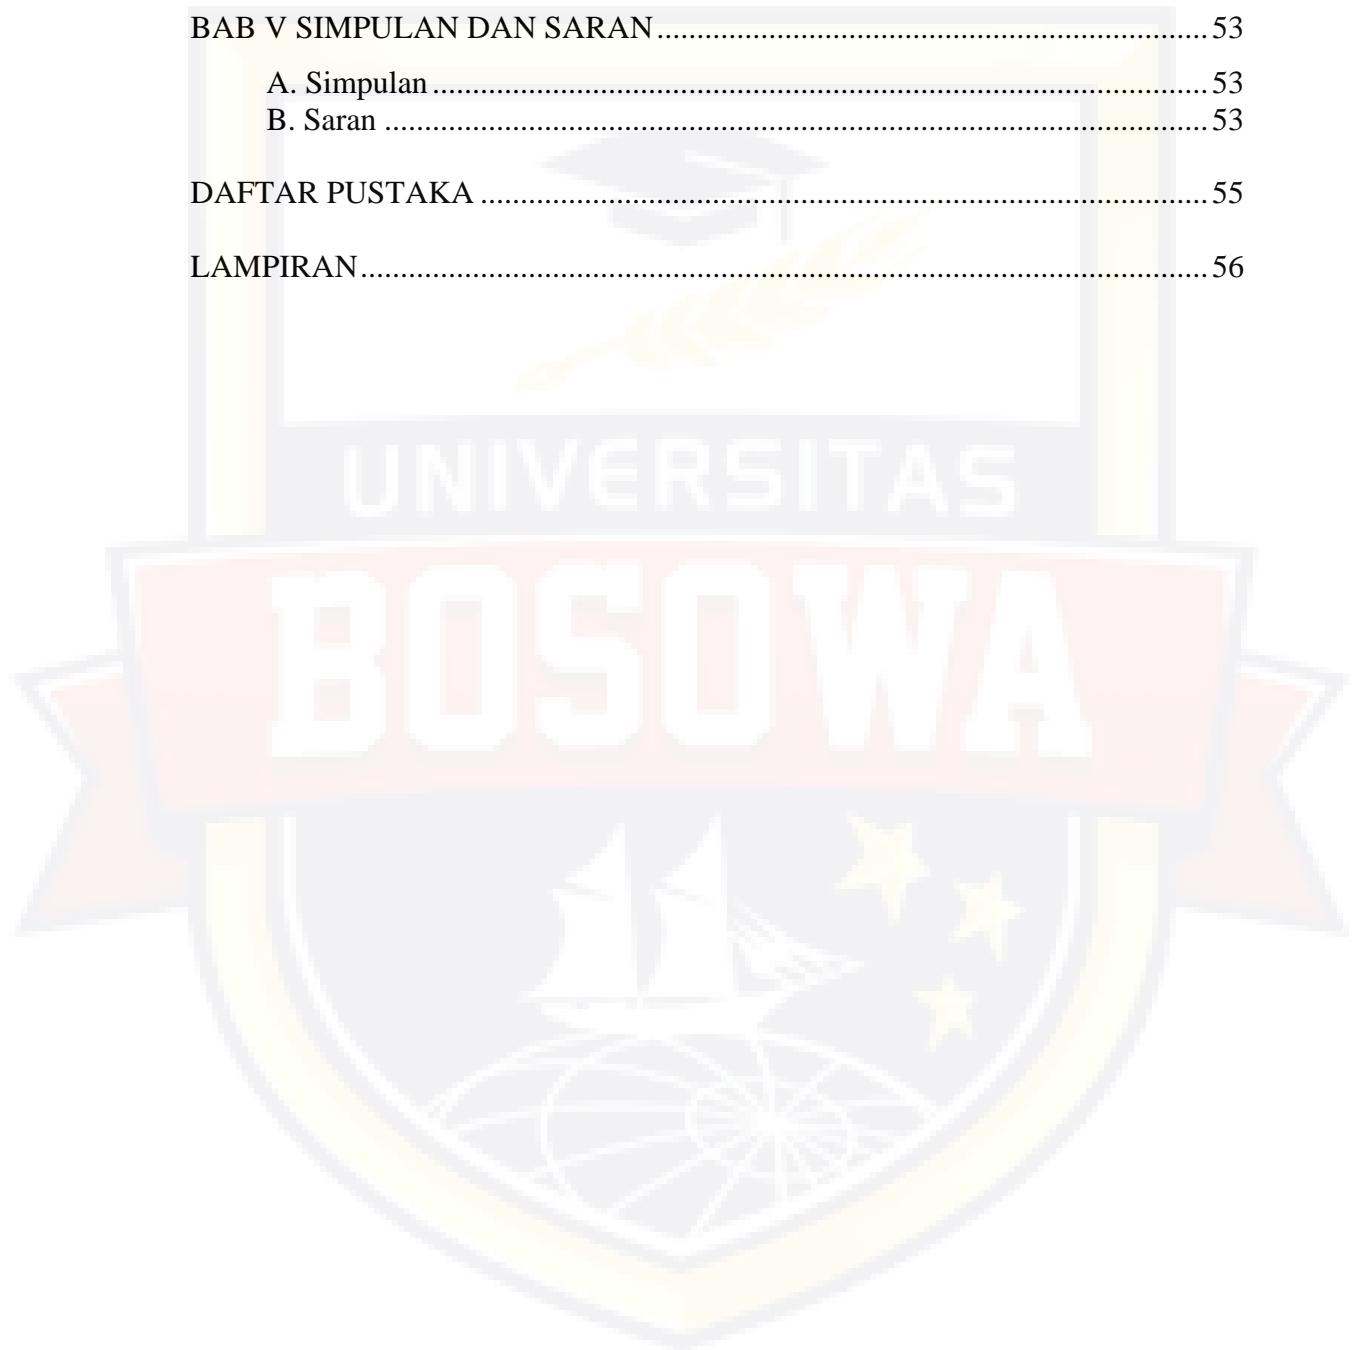 BAB V SIMPULAN DAN SARAN.....................................................................53
A. Simpulan.................................................................................................53
B. Saran.......................................................................................................53
DAFTAR PUSTAKA...........................................................................................55
LAMPIRAN..........................................................................................................56
UNIVERSITAS
BOSOWA